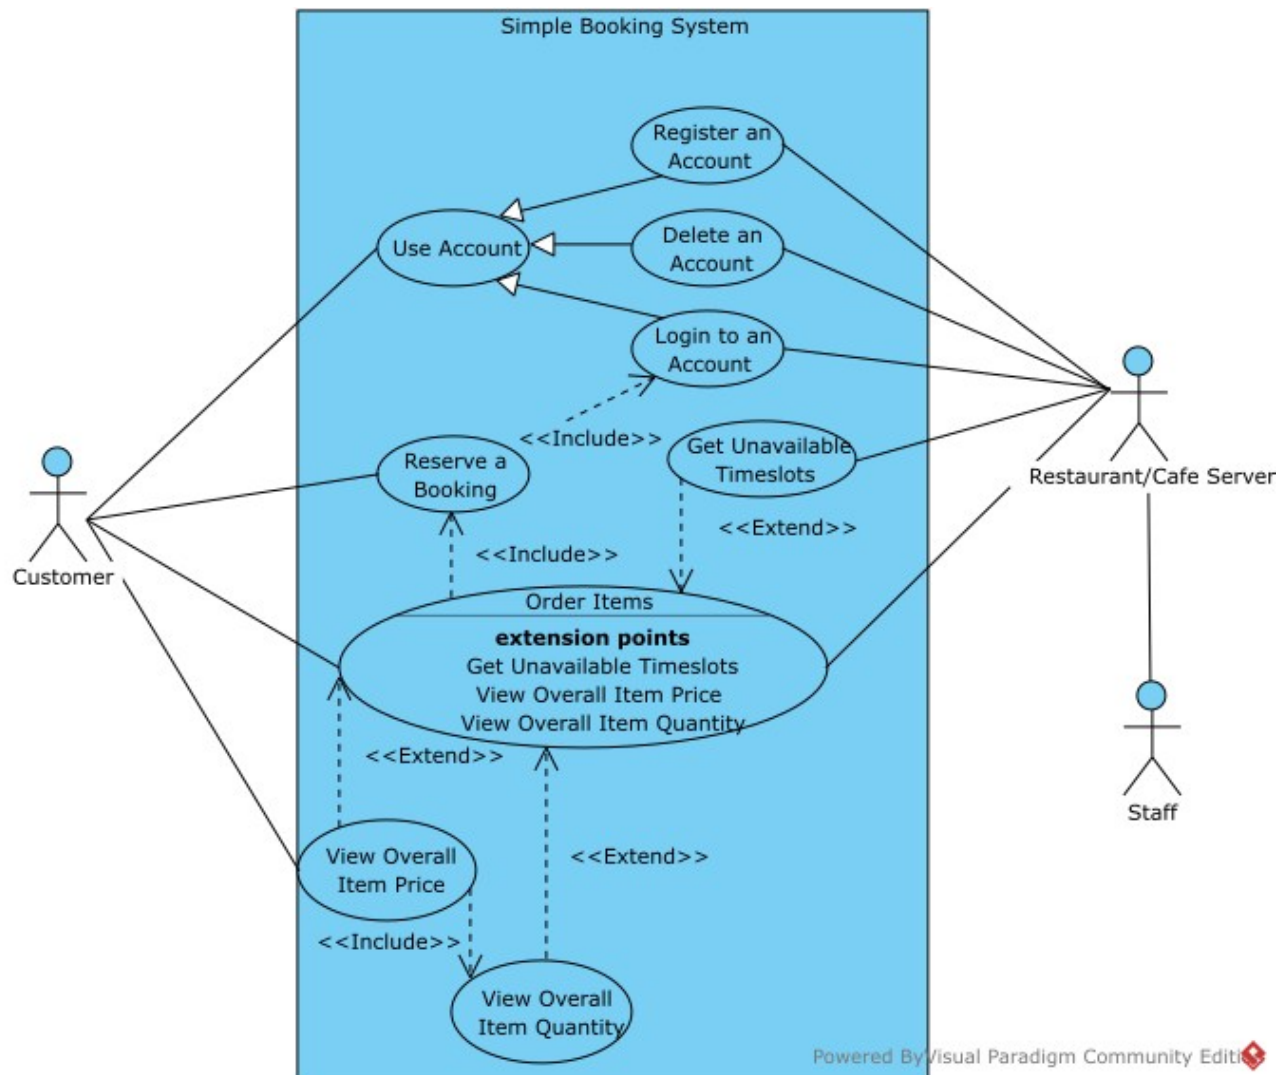 Simple Booking System
Register an
Account
Use Account
Delete an
Account
Login to an
Account
<<Include>>
Reserve a
Booking
Get Unavailable
Timeslots
Restaurant/Cafe Server
<<Extend>>
<<Include>>
Customer
Order Items
extension points
Get Unavailable Timeslots
View Overall Item Price
View Overall Item Quantity
<<Extend>>
Staff
View Overall
Item Price
<<Extend>>
<<Include>>
View Overall
Item Quantity
Powered By Visual Paradigm Community